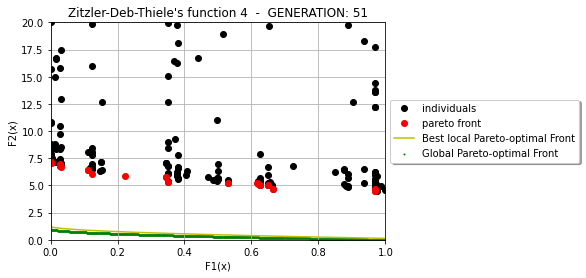 Zitzler-Deb-Thiele's function 4 - GENERATION: 51
20.0
17.5
15.0
12.5
10.0
7.5
5.0
2.5
0.0
F2(x)
0.0 0.2 0.4 0.6 0.8 1.0
F1(x)
individuals
pareto front
Best local Pareto-optimal Front
Global Pareto-optimal Front